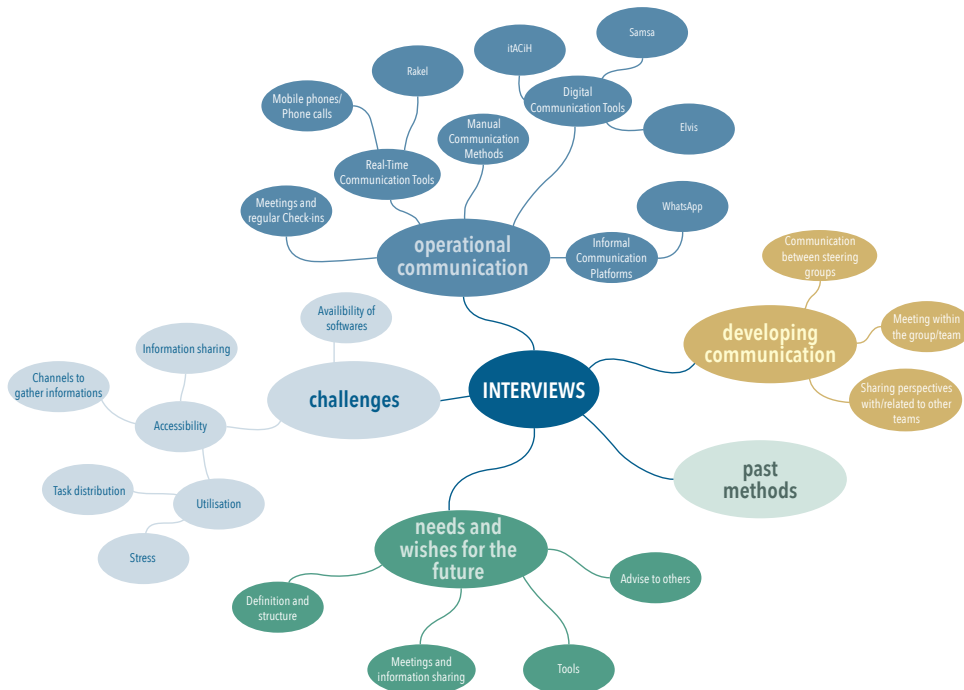 Samsa
itACiH
Rakel
Digital
Communication Tools
Mobile phones/
Phone calls
Manual
Communication
Methods
Elvis
Real-Time
Communication Tools
Meetings and
regular Check-ins
WhatsApp
operational
communication
Informal
Communication
Platforms
Communication
between steering
groups
Availibility of
softwares
Meeting within
the group/team
developing
communication
Information sharing
Channels to
gather informations
challenges
INTERVIEWS
Sharing perspectives
with/related to other
teams
Accessibility
past
methods
Task distribution
Utilisation
Stress
needs and
wishes for the
future
Advise to others
Definition and
structure
Meetings and
information sharing
Tools